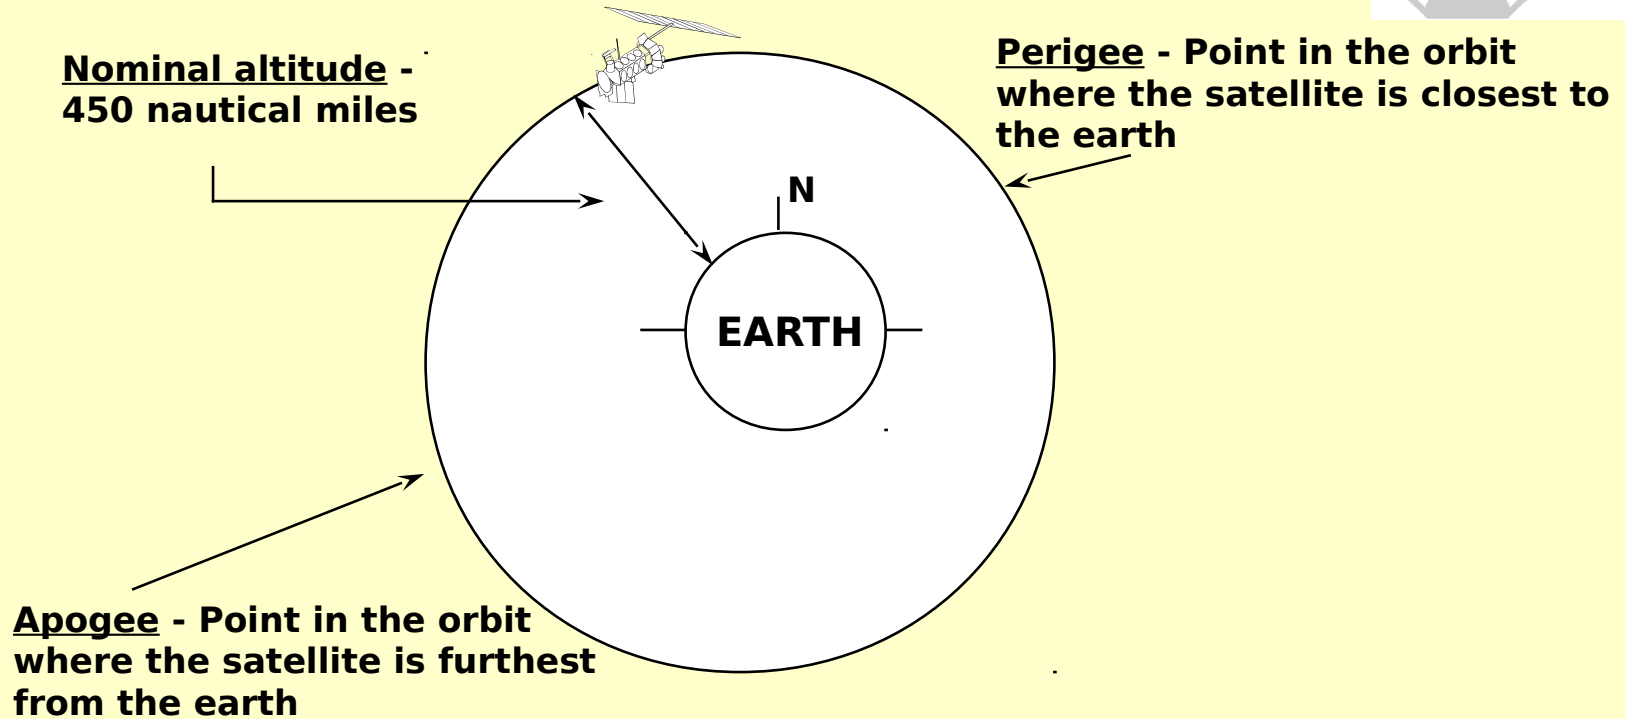 Nominal altitude -
450 nautical miles
Perigee - Point in the orbit
where the satellite is closest to
the earth
N
EARTH
Apogee - Point in the orbit
where the satellite is furthest
from the earth